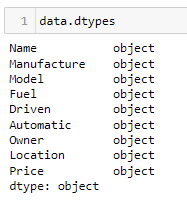 1 data.dtypes
Name object
Manufacture object
Model object
Fuel object
Driven object
Automatic object
Owner object
Location object
Price object
dtype: object